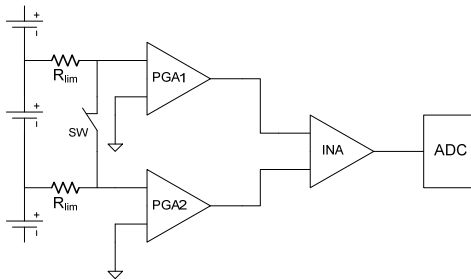 +
R_lim
PGA1
+
SW
INA
ADC
R_lim
PGA2
+